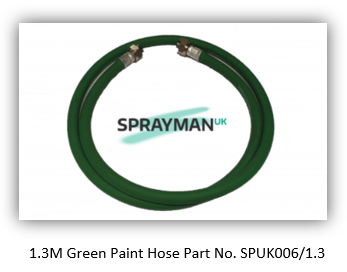 SPRAYMAN UK
1.3M Green Paint Hose Part No. SPUK006/1.3